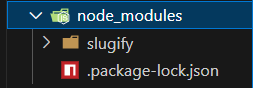 node_modules
slugify
.package-lock.json